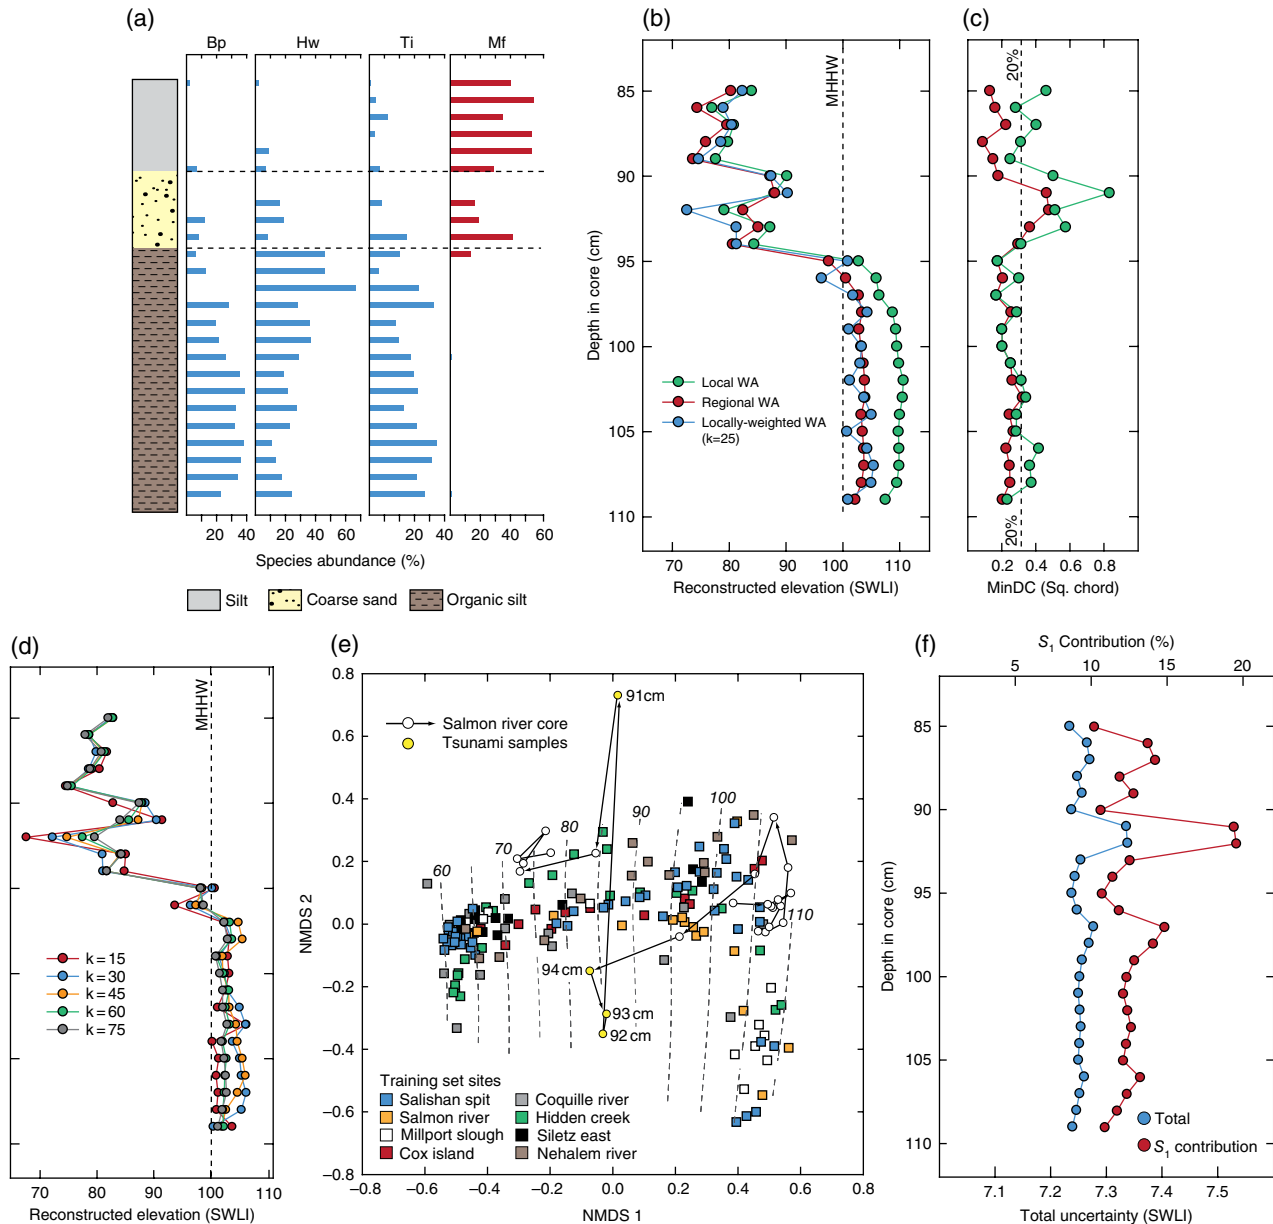 (a)
Bp
Hw
Ti
Mf
0
20
40
0
20
40
60
0
20
40
0
20
40
60
Species abundance (%)
Silt
Coarse sand
Organic silt
(b)
MHHW
85
90
95
100
105
110
Depth in core (cm)
Local WA
Regional WA
Locally-weighted WA
(k=25)
70
80
90
100
110
Reconstructed elevation (SWLI)
(c)
20%
20%
0.2
0.4
0.6
0.8
MinDC (Sq. chord)
(d)
MHHW
k = 15
k = 30
k = 45
k = 60
k = 75
70
80
90
100
110
Reconstructed elevation (SWLI)
(e)
0.8
0.6
0.4
0.2
0.0
−0.2
−0.4
−0.6
−0.8
NMDS 2
Salmon river core
Tsunami samples
91 cm
94 cm
93 cm
92 cm
60
70
80
90
100
110
Training set sites
Salishan spit
Salmon river
Millport slough
Cox island
Coquille river
Hidden creek
Siletz east
Nehalem river
−0.8
−0.6
−0.4
−0.2
0.0
0.2
0.4
0.6
0.8
NMDS 1
(f)
S1 Contribution (%)
5
10
15
20
85
90
95
100
105
110
Depth in core (cm)
Total
S1 contribution
7.1
7.2
7.3
7.4
7.5
Total uncertainty (SWLI)